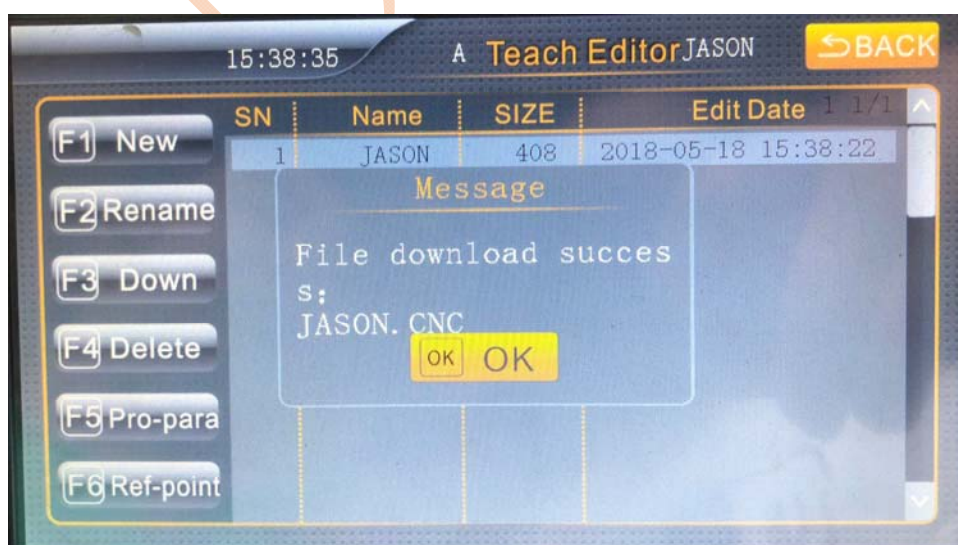 15:38:35 A Teach Editor JASON BACK
SN Name SIZE Edit Date 1 1/1
F1 New
1 JASON 408 2018-05-18 15:38:22
Message
F2 Rename
File download succes
s:
F3 Down
JASON.CNC
F4 Delete
OK OK
F5 Pro-para
F6 Ref-point